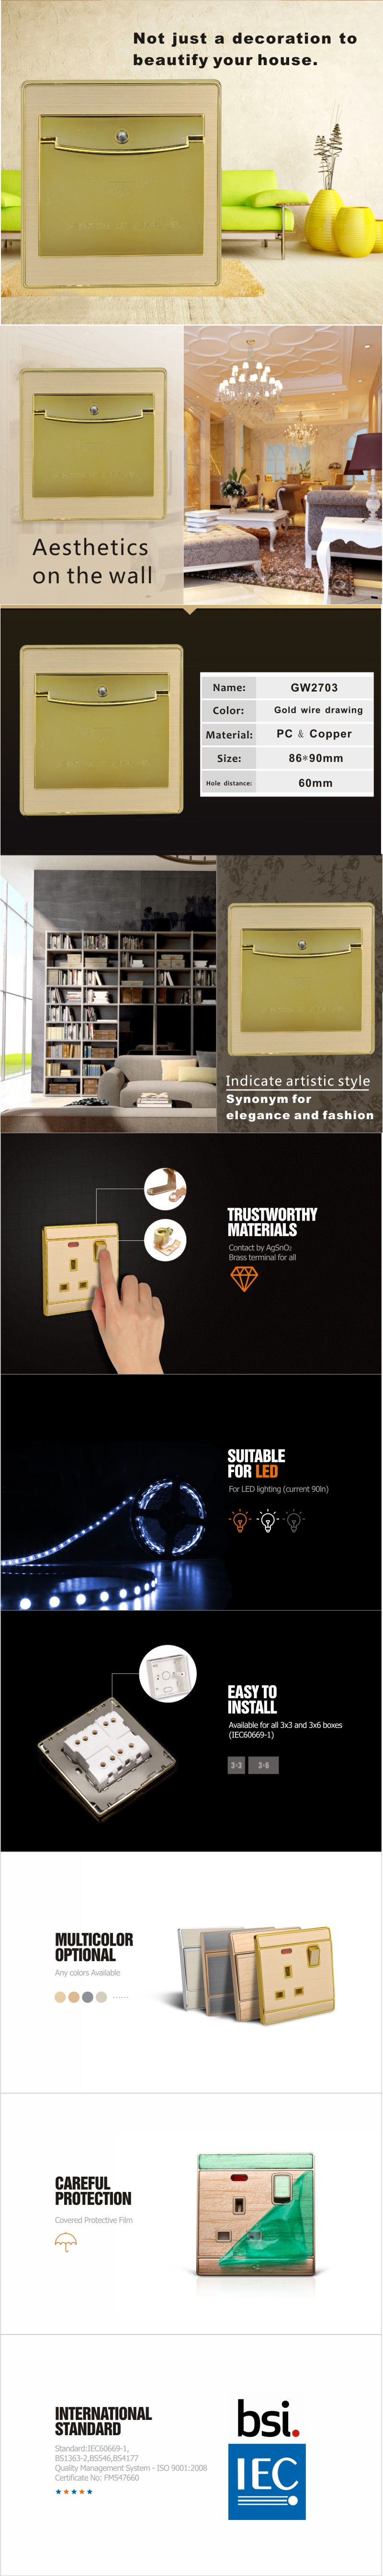 Not just a decoration to
beautify your house.
Aesthetics
on the wall
Name: GW2703
Color: Gold wire drawing
Material: PC & Copper
Size: 86*90mm
Hole distance: 60mm
Indicate artistic style
Synonym for
elegance and fashion
TRUSTWORTHY
MATERIALS
Contact by AgSnO2
Brass terminal for all
SUITABLE
FOR LED
For LED lighting (current 90ln)
EASY TO
INSTALL
Available for all 3x3 and 3x6 boxes
(IEC60669-1)
3×3 3×6
MULTICOLOR
OPTIONAL
Any colors Available
CAREFUL
PROTECTION
Covered Protective Film
INTERNATIONAL
STANDARD
Standard:IEC60669-1,
BS1363-2,BS546,BS4177
Quality Management System - ISO 9001:2008
Certificate No: FM547660
bsi.
IEC